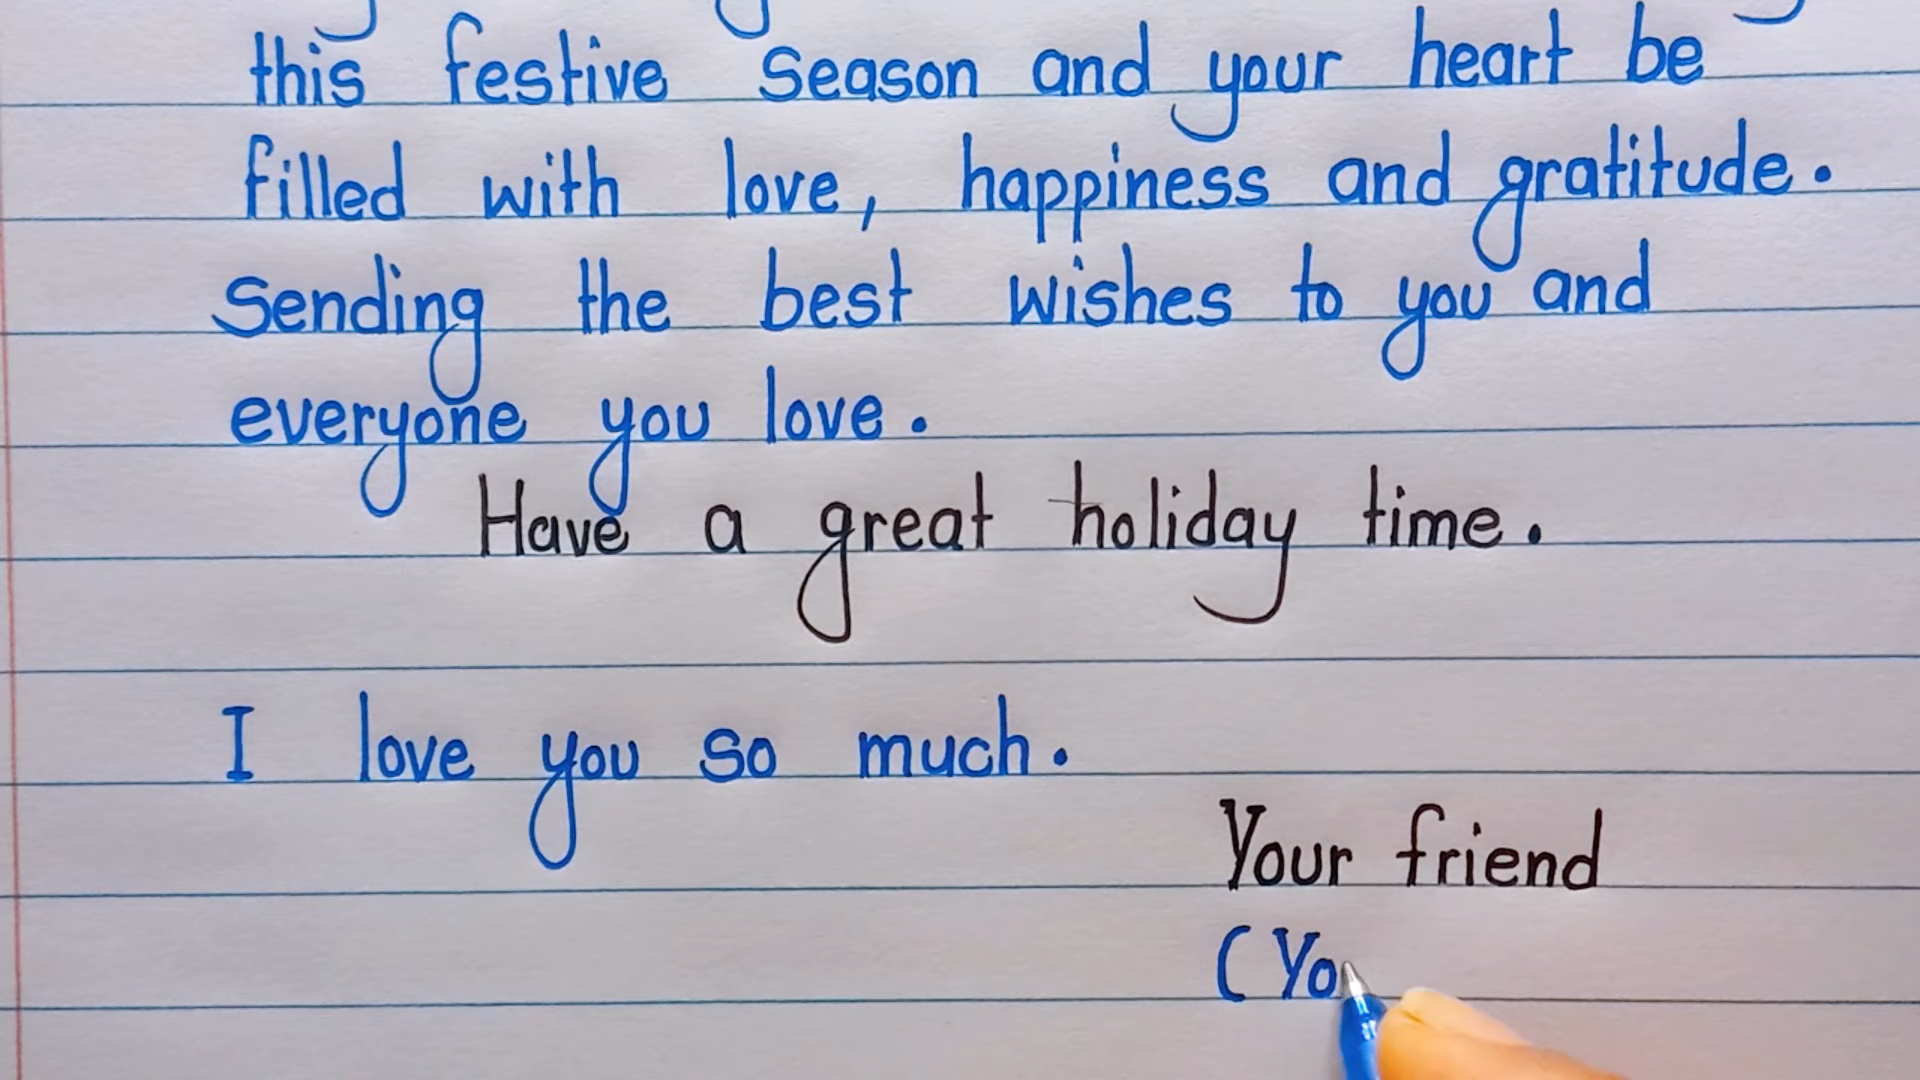 this festive season and your heart be
filled with love, happiness and gratitude.
Sending the best wishes to you and
everyone you love.
Have a great holiday time.
I love you so much.
Your friend
(Yo